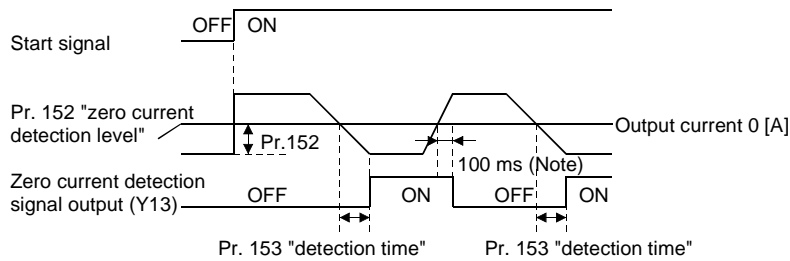 OFF ON
Start signal
Pr. 152 "zero current
detection level"
Pr.152
Output current 0 [A]
100 ms (Note)
Zero current detection
signal output (Y13)
OFF ON OFF ON
Pr. 153 "detection time" Pr. 153 "detection time"